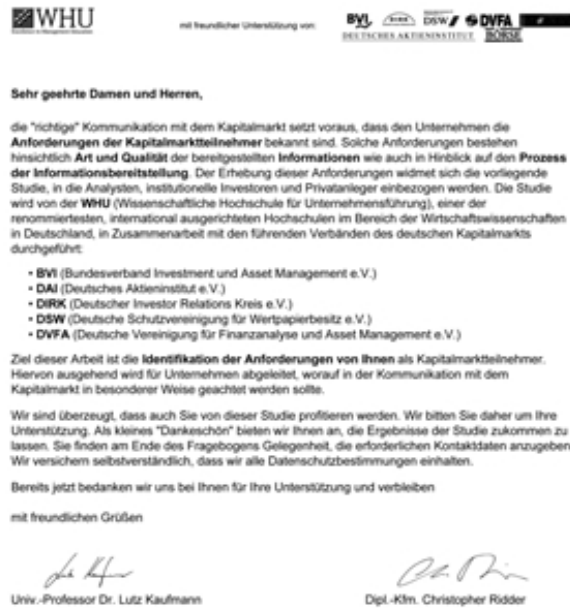 WHU
mit freundlicher Unterstützung von:
BVI DIRK DSW DVFA
DEUTSCHES AKTIENINSTITUT BÖRSE
Sehr geehrte Damen und Herren,
die "richtige" Kommunikation mit dem Kapitalmarkt setzt voraus, dass den Unternehmen die
Anforderungen der Kapitalmarktteilnehmer bekannt sind. Solche Anforderungen bestehen
hinsichtlich Art und Qualität der bereitgestellten Informationen wie auch in Hinblick auf den Prozess
der Informationsbereitstellung. Der Erhebung dieser Anforderungen widmet sich die vorliegende
Studie, in die Analysten, institutionelle Investoren und Privatanleger einbezogen werden. Die Studie
wird von der WHU (Wissenschaftliche Hochschule für Unternehmensführung), einer der
renommiertesten, international ausgerichteten Hochschulen im Bereich der Wirtschaftswissenschaften
in Deutschland, in Zusammenarbeit mit den führenden Verbänden des deutschen Kapitalmarkts
durchgeführt:
• BVI (Bundesverband Investment und Asset Management e.V.)
• DAI (Deutsches Aktieninstitut e.V.)
• DIRK (Deutscher Investor Relations Kreis e.V.)
• DSW (Deutsche Schutzvereinigung für Wertpapierbesitz e.V.)
• DVFA (Deutsche Vereinigung für Finanzanalyse und Asset Management e.V.)
Ziel dieser Arbeit ist die Identifikation der Anforderungen von Ihnen als Kapitalmarktteilnehmer.
Hiervon ausgehend wird für Unternehmen abgeleitet, worauf in der Kommunikation mit dem
Kapitalmarkt in besonderer Weise geachtet werden sollte.
Wir sind überzeugt, dass auch Sie von dieser Studie profitieren werden. Wir bitten Sie daher um Ihre
Unterstützung. Als kleines "Dankeschön" bieten wir Ihnen an, die Ergebnisse der Studie zukommen zu
lassen. Sie finden am Ende des Fragebogens Gelegenheit, die erforderlichen Kontaktdaten anzugeben
Wir versichern selbstverständlich, dass wir alle Datenschutzbestimmungen einhalten.
Bereits jetzt bedanken wir uns bei Ihnen für Ihre Unterstützung und verbleiben
mit freundlichen Grüßen
Univ.-Professor Dr. Lutz Kaufmann
Dipl.-Kfm. Christopher Ridder